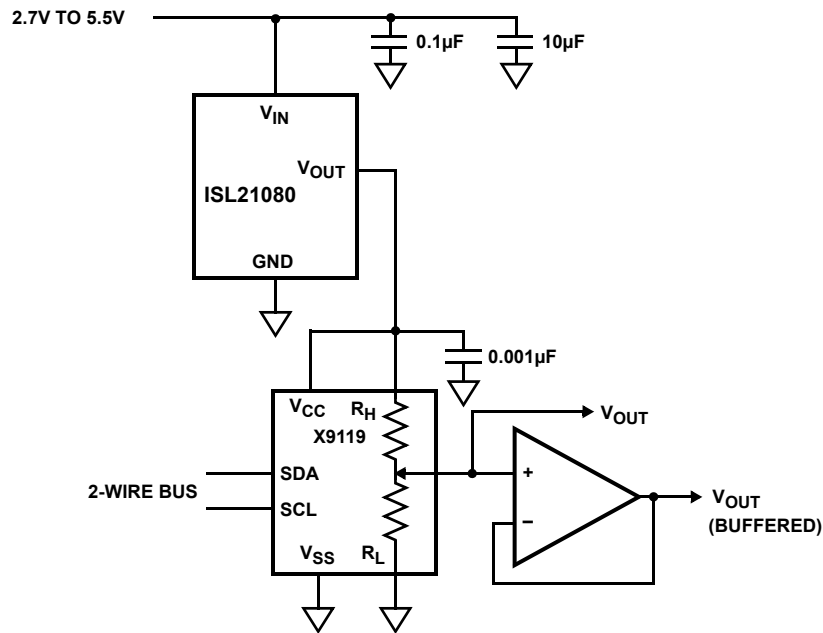 2.7V TO 5.5V
0.1µF
10µF
VIN
VOUT
ISL21080
GND
0.001µF
VCC
RH
X9119
VOUT
2-WIRE BUS
SDA
SCL
+
−
VOUT
(BUFFERED)
VSS
RL